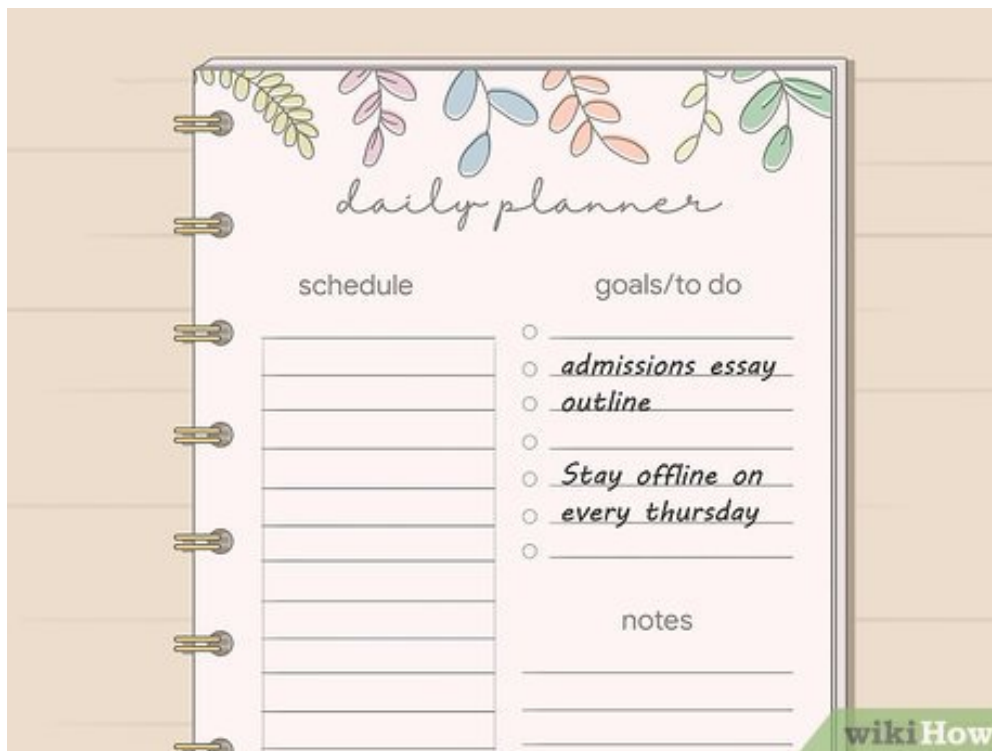 daily planner
schedule
goals/to do
admissions essay
outline
Stay offline on
every thursday
notes
wikiHow